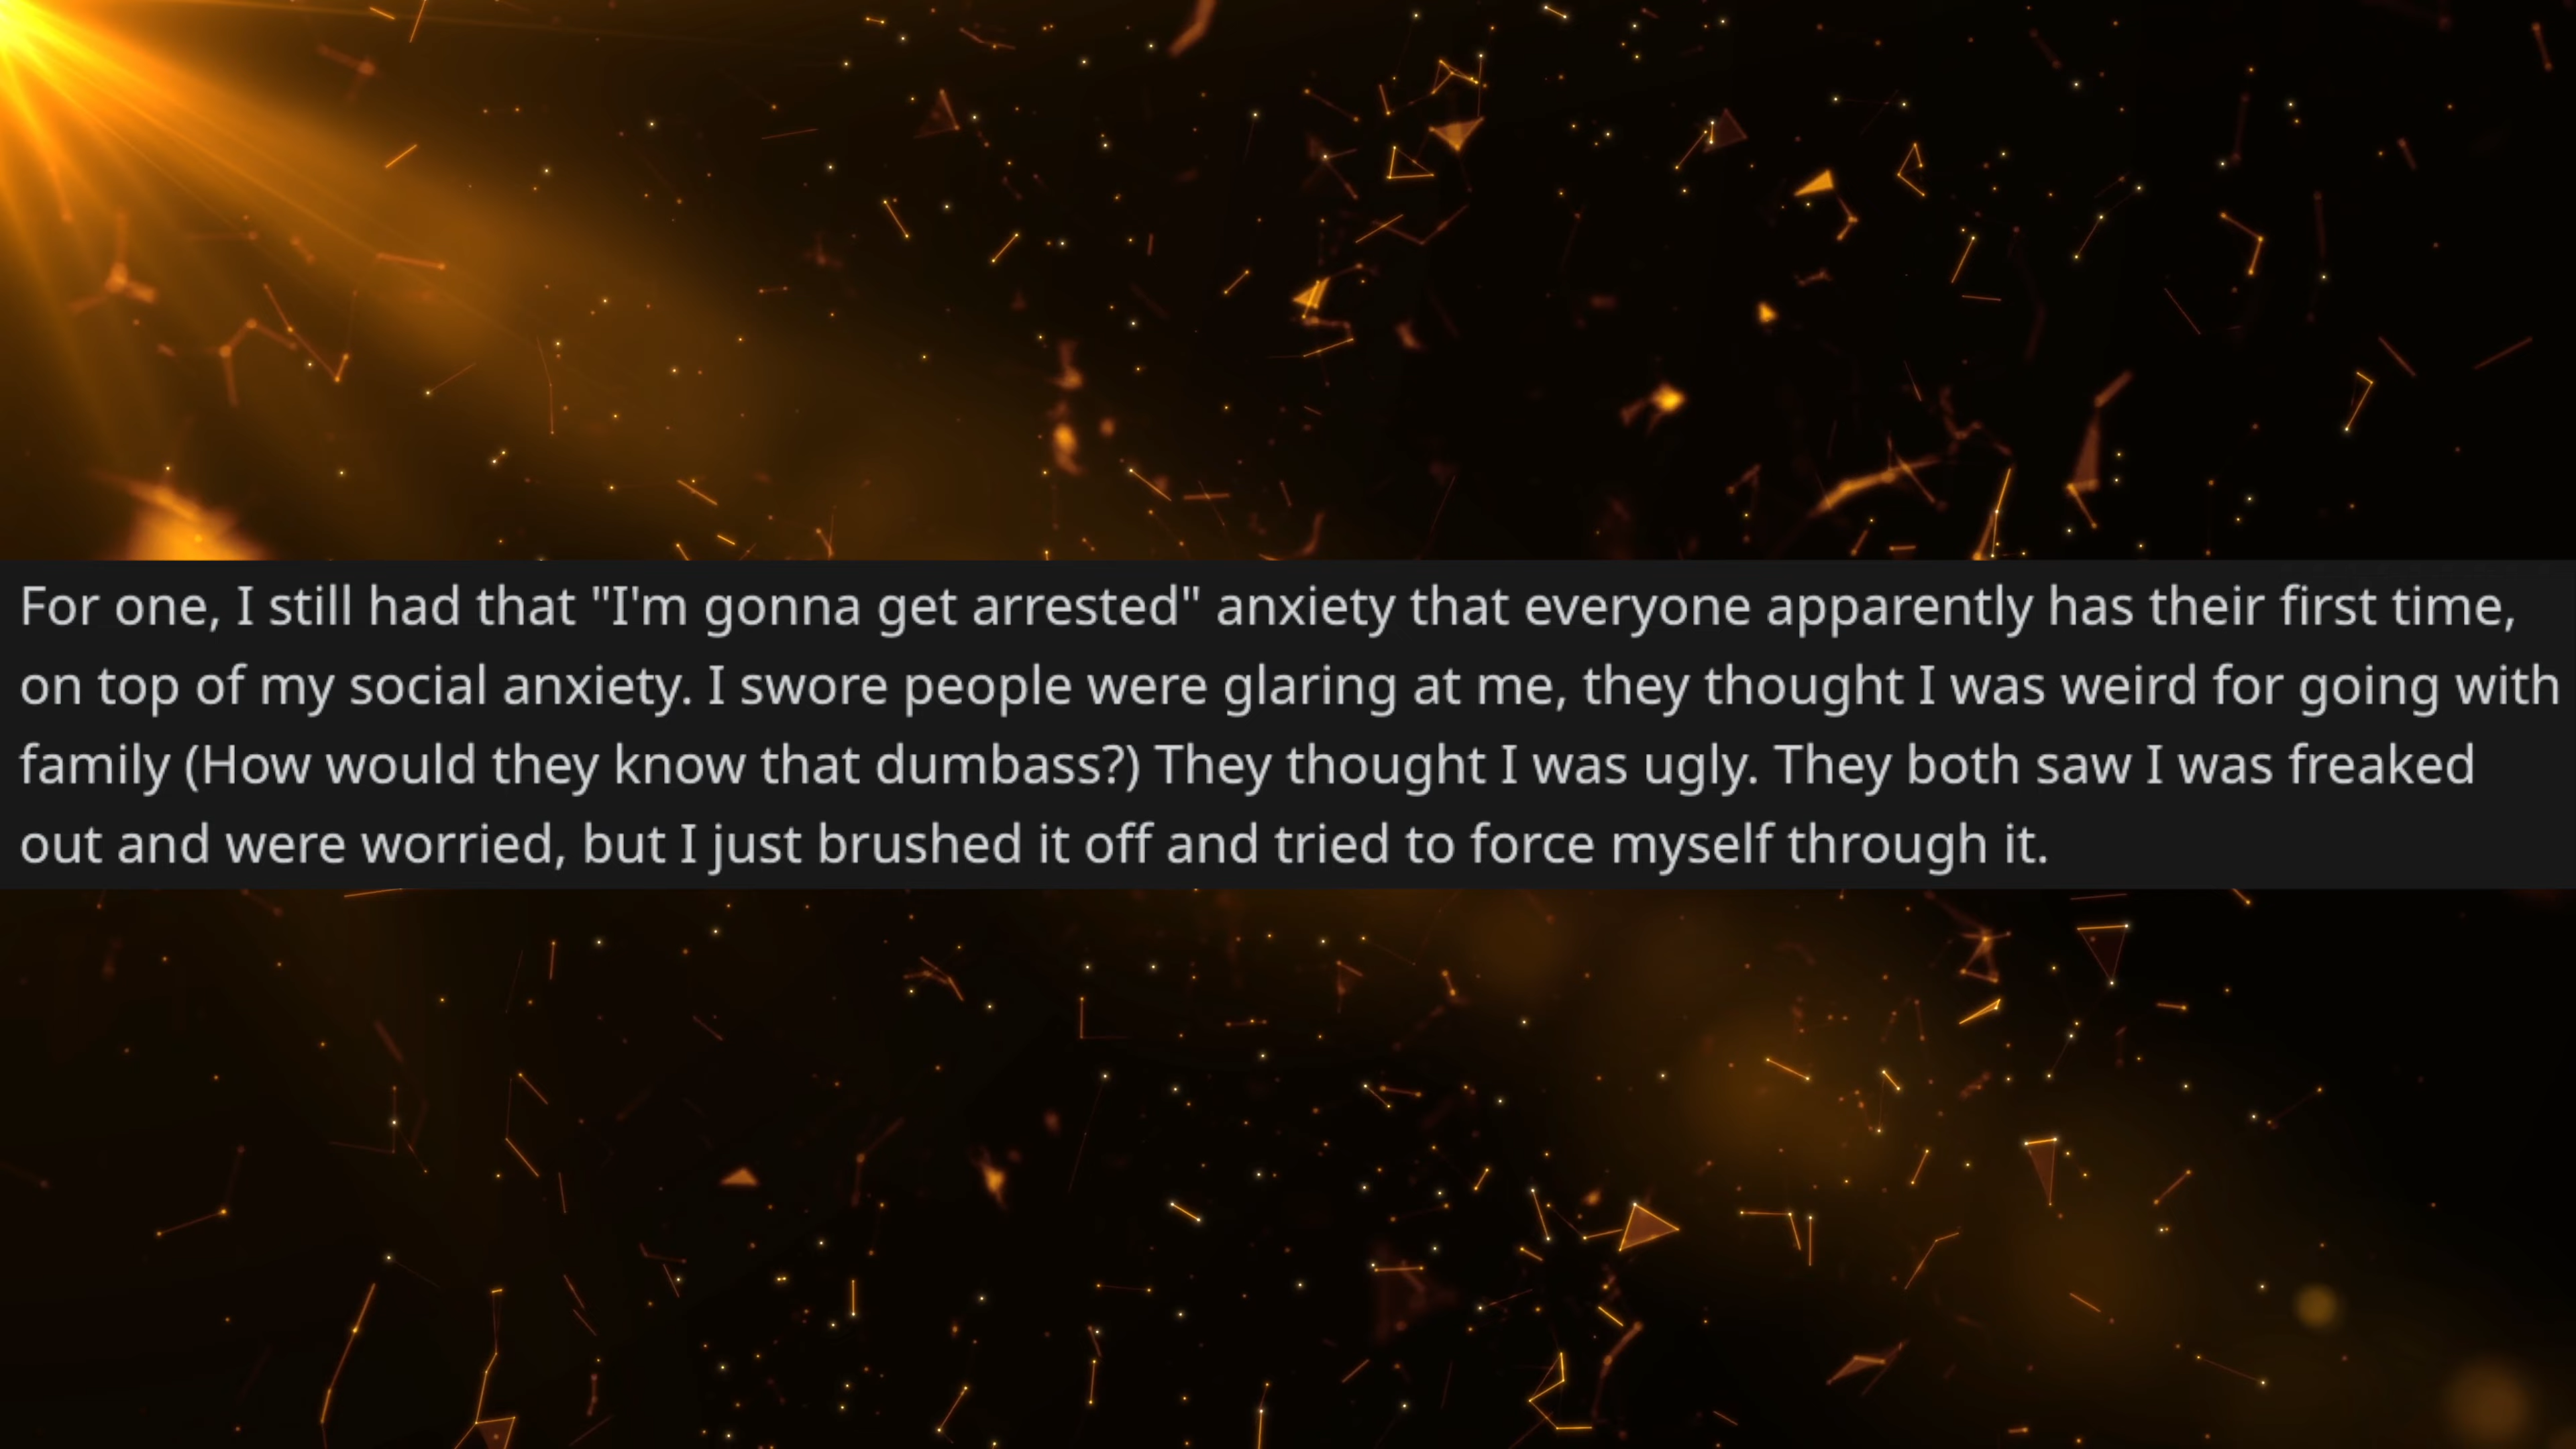 For one, I still had that "I'm gonna get arrested" anxiety that everyone apparently has their first time,
on top of my social anxiety. I swore people were glaring at me, they thought I was weird for going with
family (How would they know that dumbass?) They thought I was ugly. They both saw I was freaked
out and were worried, but I just brushed it off and tried to force myself through it.